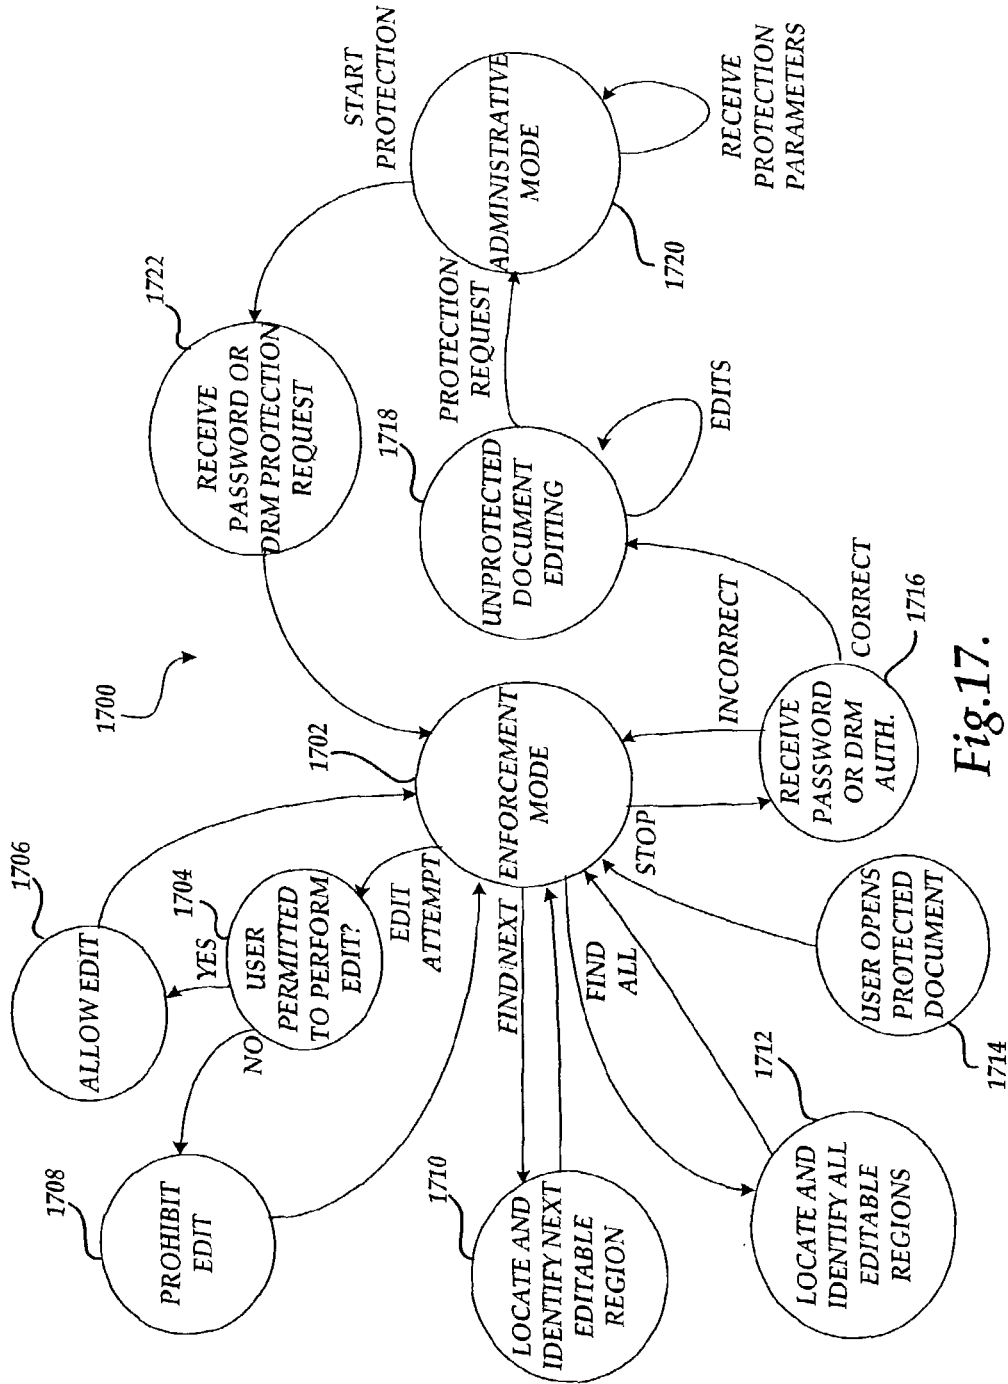 1700
1708
PROHIBIT
EDIT
NO
1706
ALLOW EDIT
YES
1704
USER
PERMITTED
TO PERFORM
EDIT?
EDIT
ATTEMPT
1710
LOCATE AND
IDENTIFY NEXT
EDITABLE
REGION
FIND NEXT
1702
ENFORCEMENT
MODE
FIND
ALL
1712
LOCATE AND
IDENTIFY ALL
EDITABLE
REGIONS
1714
USER OPENS
PROTECTED
DOCUMENT
STOP
INCORRECT
RECEIVE
PASSWORD
OR DRM
AUTH.
1716
CORRECT
1718
UNPROTECTED
DOCUMENT
EDITING
EDITS
PROTECTION
REQUEST
1722
RECEIVE
PASSWORD OR
DRM PROTECTION
REQUEST
START
PROTECTION
ADMINISTRATIVE
MODE
1720
RECEIVE
PROTECTION
PARAMETERS
Fig.17.